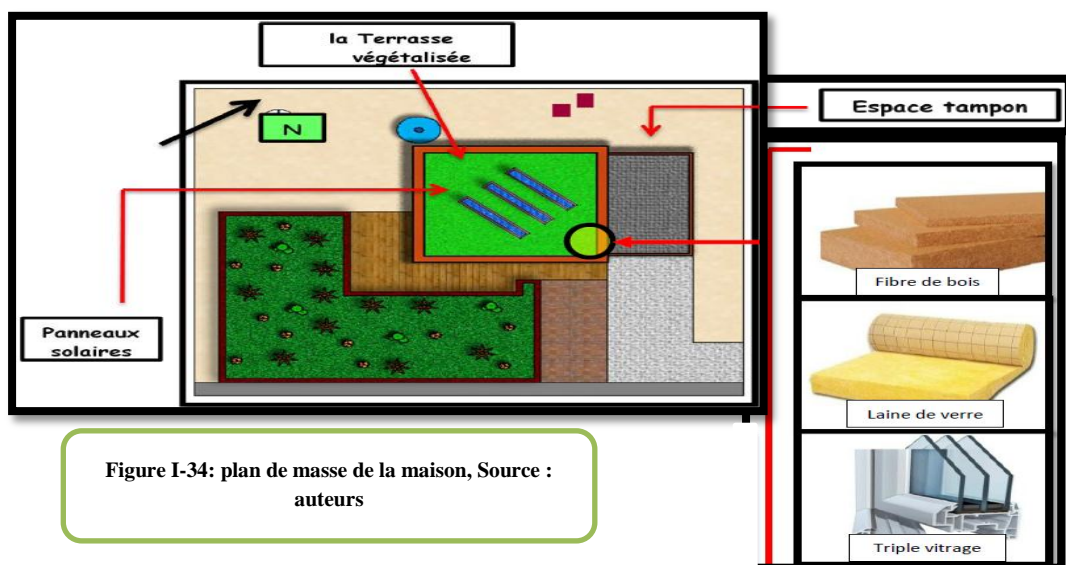 la Terrasse
végétalisée
Espace tampon
N
Fibre de bois
Panneaux
solaires
Laine de verre
Figure I-34: plan de masse de la maison, Source :
auteurs
Triple vitrage